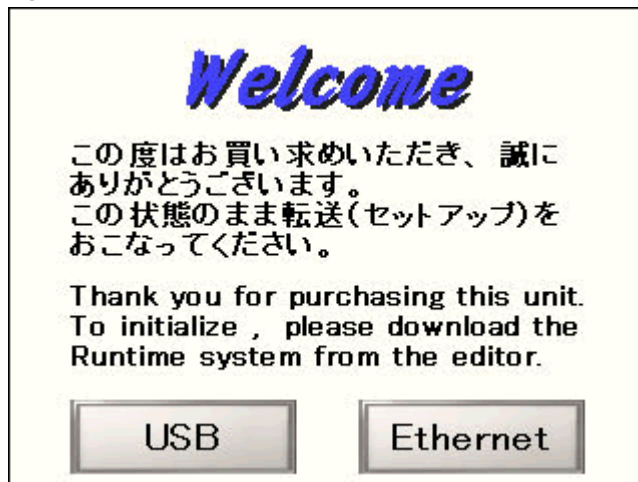 Welcome
この度はお買い求めいただき、誠に
ありがとうございます。
この状態のまま転送(セットアップ)を
おこなってください。
Thank you for purchasing this unit.
To initialize , please download the
Runtime system from the editor.
USB
Ethernet